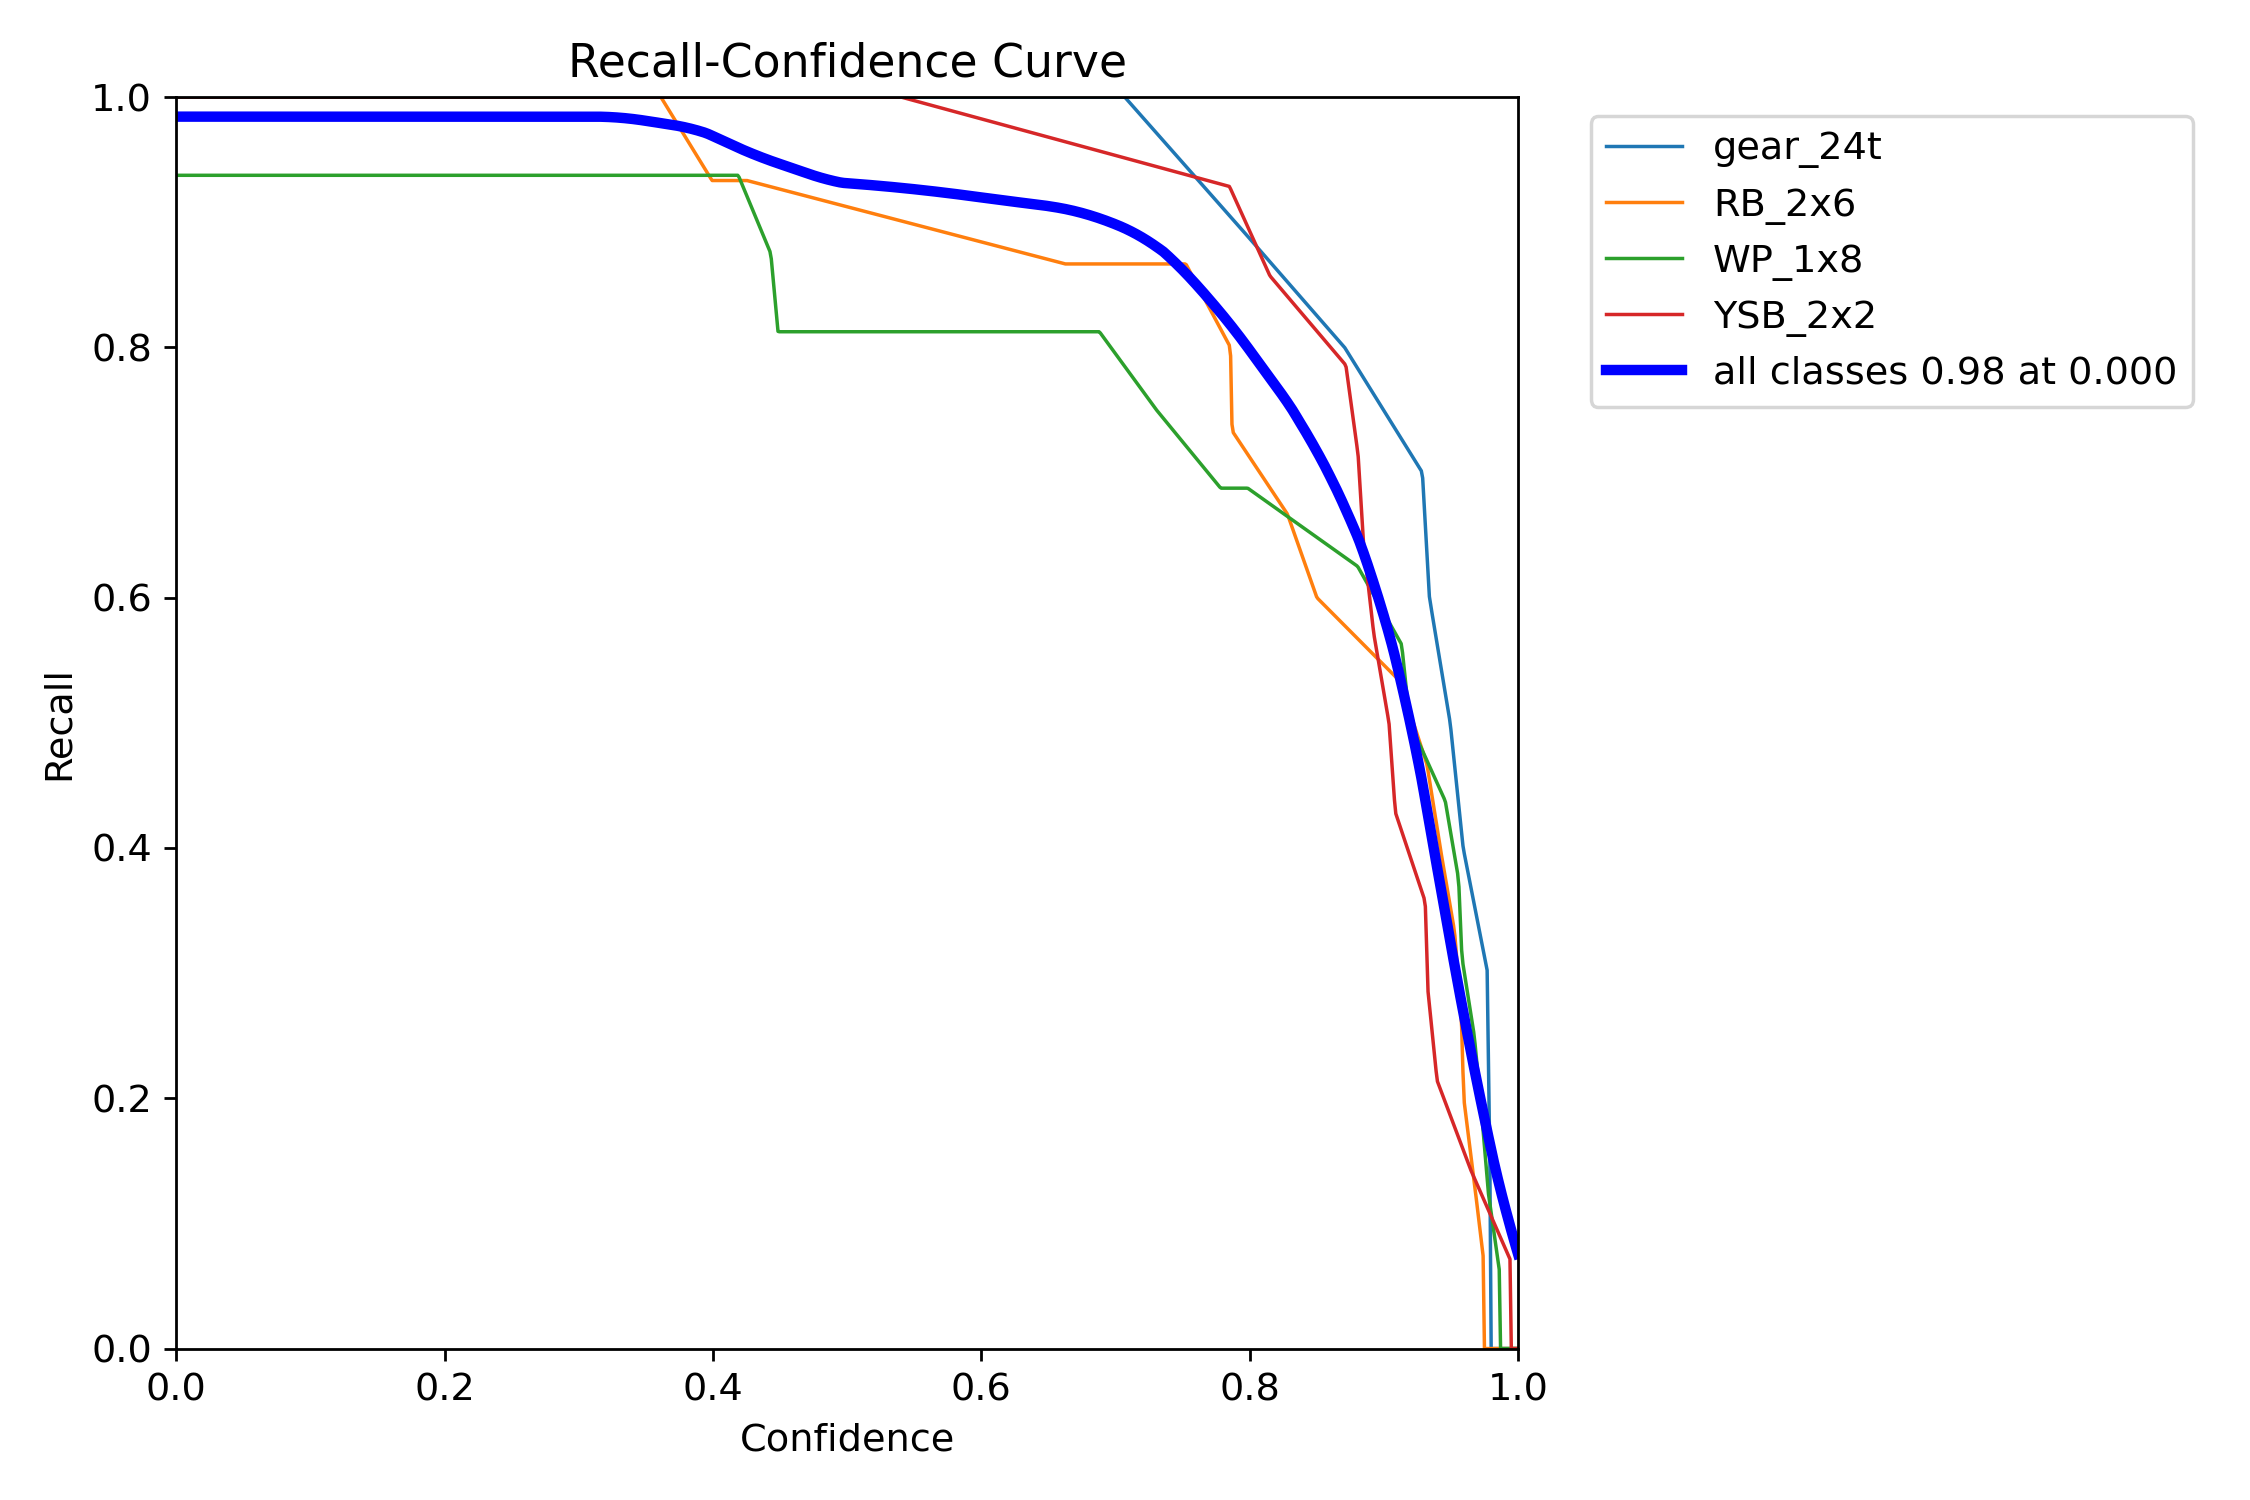 Recall-Confidence Curve
1.0
0.8
0.6
0.4
0.2
0.0
Recall
0.0 0.2 0.4 0.6 0.8 1.0
Confidence
gear_24t
RB_2x6
WP_1x8
YSB_2x2
all classes 0.98 at 0.000